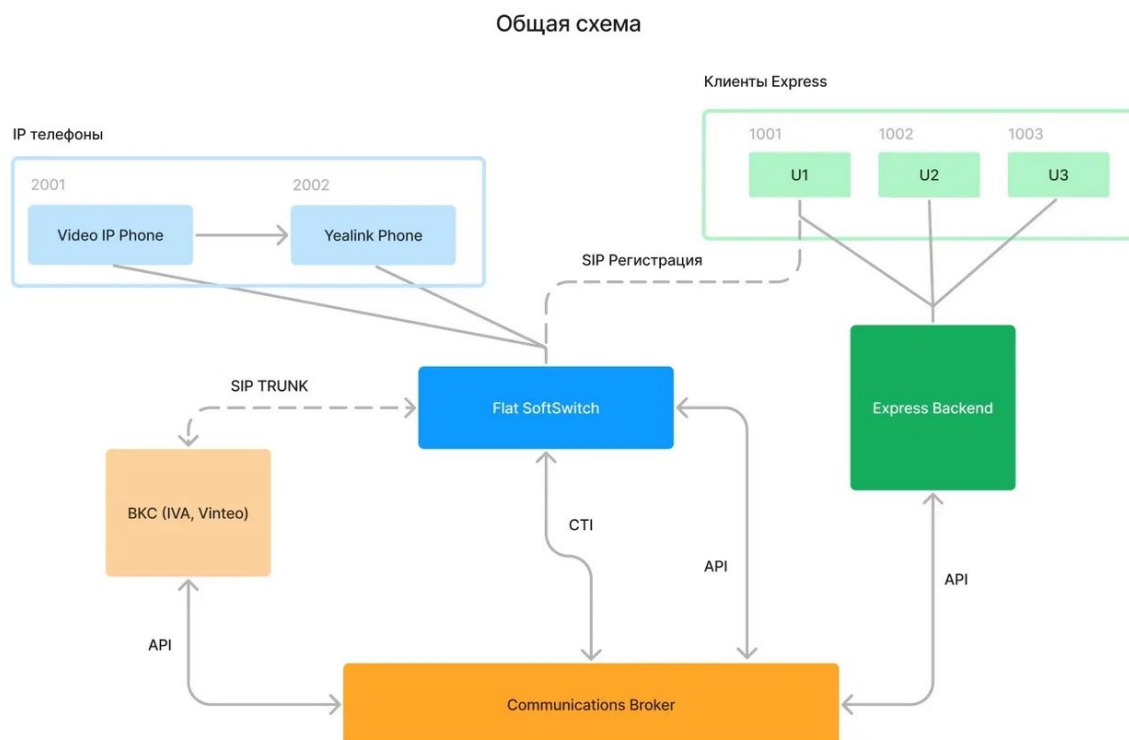 Общая схема
Клиенты Express
IP телефоны
1001
1002
1003
U1
U2
U3
2001
2002
Video IP Phone
Yealink Phone
SIP Регистрация
SIP TRUNK
Flat SoftSwitch
Express Backend
ВКС (IVA, Vinteo)
CTI
API
API
API
Communications Broker